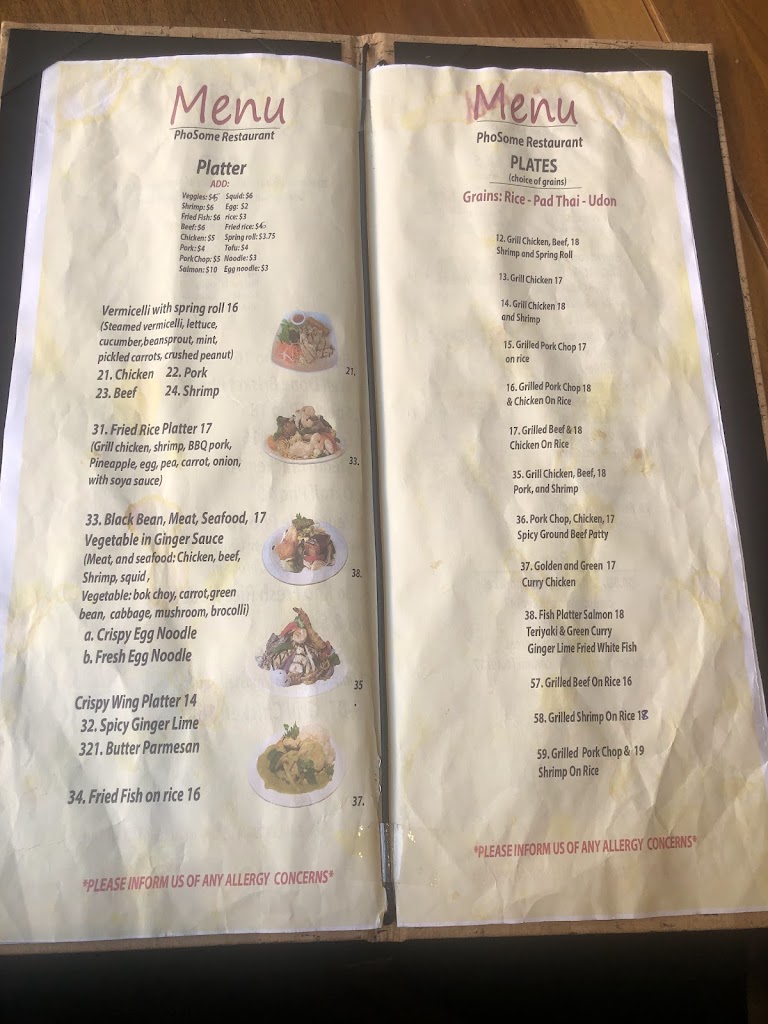 Menu
PhoSome Restaurant
Platter
ADD:
Veggies: $5 Squid: $6
Shrimp: $6 Egg: $2
Fried Fish: $6 rice: $3
Beef: $6 Fried rice: $4
Chicken: $5 Spring roll: $3.75
Pork: $4 Tofu: $4
Pork Chop: $5 Noodle: $3
Salmon: $10 Egg noodle: $3
Vermicelli with spring roll 16
(Steamed vermicelli, lettuce,
cucumber,beansprout, mint,
pickled carrots, crushed peanut)
21. Chicken 22. Pork
23. Beef 24. Shrimp
21,
31. Fried Rice Platter 17
(Grill chicken, shrimp, BBQ pork,
Pineapple, egg, pea, carrot, onion,
with soya sauce)
33.
33. Black Bean, Meat, Seafood, 17
Vegetable in Ginger Sauce
(Meat, and seafood: Chicken, beef,
Shrimp, squid ,
Vegetable: bok choy, carrot,green
bean, cabbage, mushroom, brocolli)
a. Crispy Egg Noodle
b. Fresh Egg Noodle
38.
35
.
Crispy Wing Platter 14
32. Spicy Ginger Lime
321. Butter Parmesan
34. Fried Fish on rice 16
37.
*PLEASE INFORM US OF ANY ALLERGY CONCERNS*
Menu
PhoSome Restaurant
PLATES
(choice of grains)
Grains: Rice - Pad Thai - Udon
12. Grill Chicken, Beef, 18
Shrimp and Spring Roll
13. Grill Chicken 17
14. Grill Chicken 18
and Shrimp
15. Grilled Pork Chop 17
on rice
16. Grilled Pork Chop 18
& Chicken On Rice
17. Grilled Beef & 18
Chicken On Rice
35. Grill Chicken, Beef, 18
Pork, and Shrimp
36. Pork Chop, Chicken, 17
Spicy Ground Beef Patty
37. Golden and Green 17
Curry Chicken
38. Fish Platter Salmon 18
Teriyaki & Green Curry
Ginger Lime Fried White Fish
57. Grilled Beef On Rice 16
58. Grilled Shrimp On Rice 18
59. Grilled Pork Chop & 19
Shrimp On Rice
*PLEASE INFORM US OF ANY ALLERGY CONCERNS*